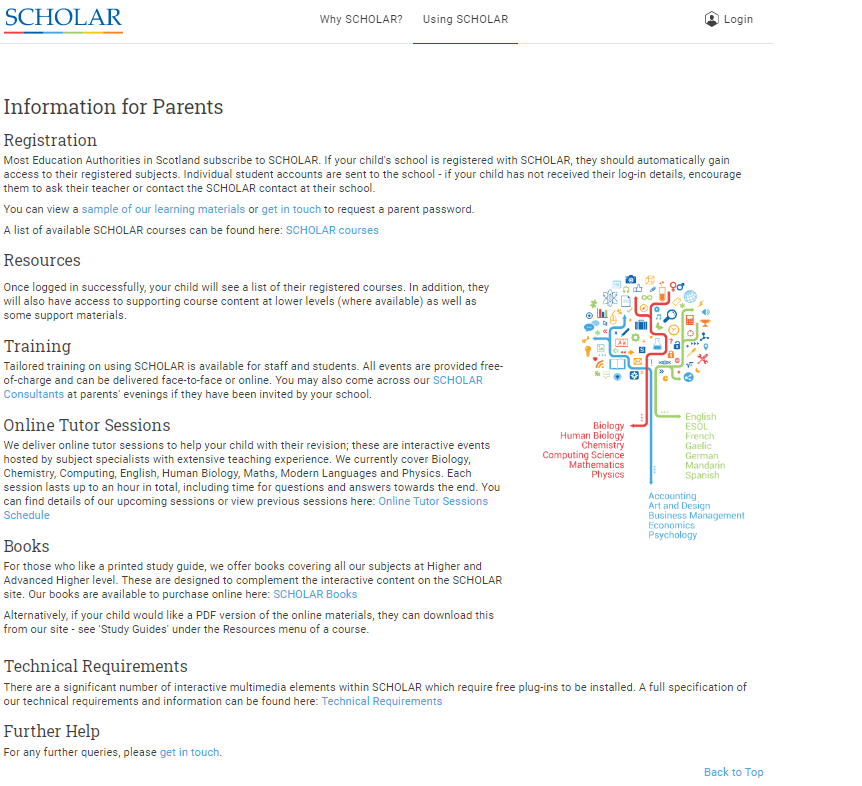 SCHOLAR
Why SCHOLAR?
Using SCHOLAR
Login
Information for Parents
Registration
Most Education Authorities in Scotland subscribe to SCHOLAR. If your child's school is registered with SCHOLAR, they should automatically gain
access to their registered subjects. Individual student accounts are sent to the school - if your child has not received their log-in details, encourage
them to ask their teacher or contact the SCHOLAR contact at their school.
You can view a sample of our learning materials or get in touch to request a parent password.
A list of available SCHOLAR courses can be found here: SCHOLAR courses
Resources
Once logged in successfully, your child will see a list of their registered courses. In addition, they
will also have access to supporting course content at lower levels (where available) as well as
some support materials.
Training
Tailored training on using SCHOLAR is available for staff and students. All events are provided free-
of-charge and can be delivered face-to-face or online. You may also come across our SCHOLAR
Consultants at parents' evenings if they have been invited by your school.
Online Tutor Sessions
We deliver online tutor sessions to help your child with their revision; these are interactive events
hosted by subject specialists with extensive teaching experience. We currently cover Biology,
Chemistry, Computing, English, Human Biology, Maths, Modern Languages and Physics. Each
session lasts up to an hour in total, including time for questions and answers towards the end. You
can find details of our upcoming sessions or view previous sessions here: Online Tutor Sessions
Schedule
Books
For those who like a printed study guide, we offer books covering all our subjects at Higher and
Advanced Higher level. These are designed to complement the interactive content on the SCHOLAR
site. Our books are available to purchase online here: SCHOLAR Books
Alternatively, if your child would like a PDF version of the online materials, they can download this
from our site - see 'Study Guides' under the Resources menu of a course.
Biology
Human Biology
Chemistry
Computing Science
Mathematics
Physics
English
ESOL
French
Gaelic
German
Mandarin
Spanish
Accounting
Art and Design
Business Management
Economics
Psychology
Technical Requirements
There are a significant number of interactive multimedia elements within SCHOLAR which require free plug-ins to be installed. A full specification of
our technical requirements and information can be found here: Technical Requirements
Further Help
For any further queries, please get in touch.
Back to Top